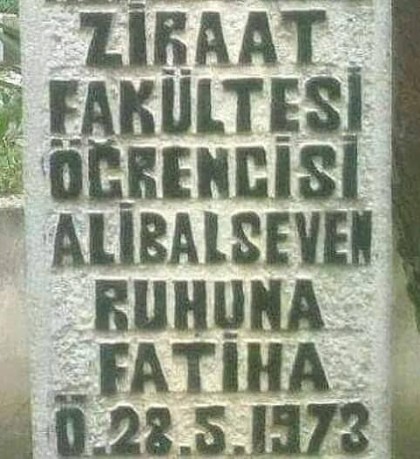 ZİRAAT
FAKÜLTESİ
ÖĞRENCİSİ
ALİBALSEVEN
RUHUNA
FATİHA
Ö.28.5.1973